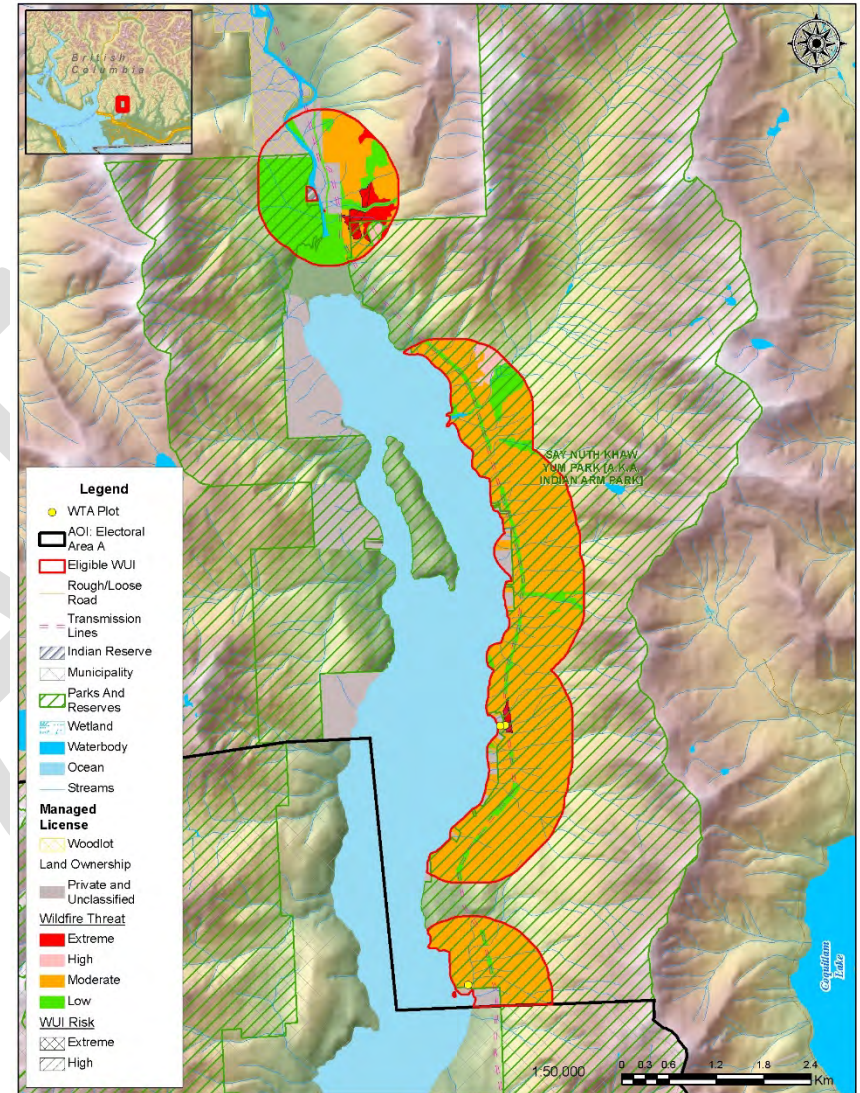 British
Columbia
SAY NUTH KHAW
YUM PARK [A.K.A.
INDIAN ARM PARK]
Legend
WTA Plot
AOI: Electoral
Area A
Eligible WUI
Rough/Loose
Road
Transmission
Lines
Indian Reserve
Municipality
Parks And
Reserves
Wetland
Waterbody
Ocean
Streams
Managed
License
Woodlot
Land Ownership
Private and
Unclassified
Wildfire Threat
Extreme
High
Moderate
Low
WUI Risk
Extreme
High
Coquitlam
Lake
1:50,000
0 0.3 0.6 1.2 1.8 2.4
Km